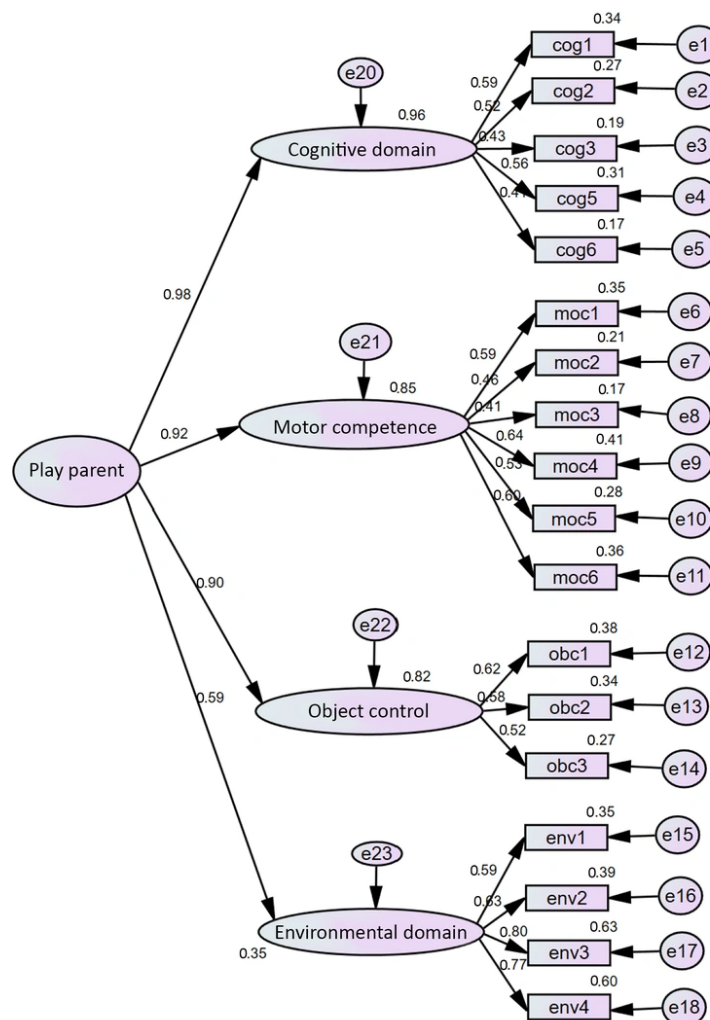 0.34
cog1
e1
0.59
0.27
cog2
e2
0.52
e20
0.96
Cognitive domain
0.43
0.19
cog3
e3
0.56
0.31
cog5
e4
0.41
0.17
cog6
e5
0.98
0.35
moc1
e6
0.59
0.21
moc2
e7
0.46
e21
0.85
Motor competence
0.41
0.17
moc3
e8
0.64
0.41
moc4
e9
0.53
0.28
moc5
e10
0.60
0.36
moc6
e11
0.92
Play parent
0.90
0.38
obc1
e12
0.62
e22
0.82
Object control
0.58
0.34
obc2
e13
0.52
0.27
obc3
e14
0.59
0.35
env1
e15
0.59
e23
0.39
env2
e16
0.63
Environmental domain
0.35
0.80
0.63
env3
e17
0.77
0.60
env4
e18